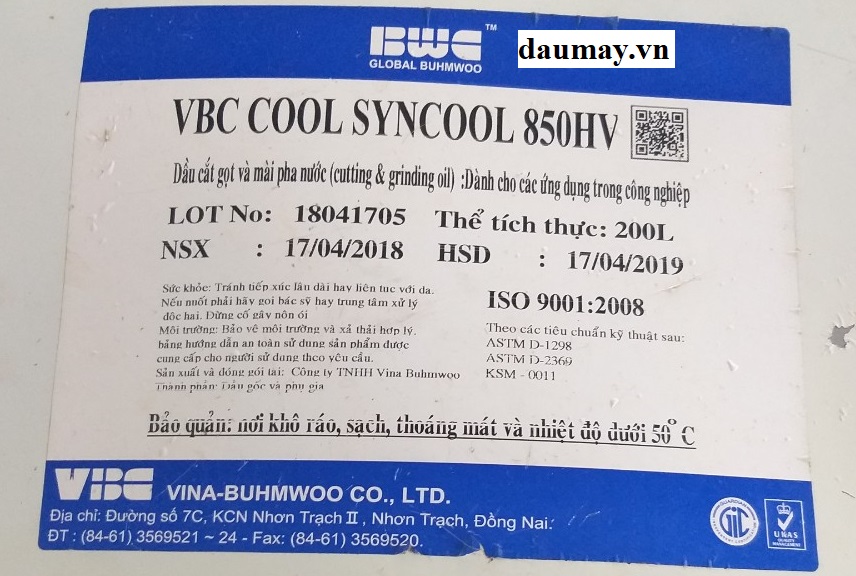 BWC ™
GLOBAL BUHMWOO
daumay.vn
VBC COOL SYNCOOL 850HV
Dầu cắt gọt và mài pha nước (cutting & grinding oil) :Dành cho các ứng dụng trong công nghiệp
LOT No: 18041705 Thể tích thực: 200L
NSX : 17/04/2018 HSD : 17/04/2019
Sức khỏe: Tránh tiếp xúc lâu dài hay liên tục với da.
Nếu nuốt phải hãy gọi bác sỹ hay trung tâm xử lý
độc hại. Đừng cố gây nôn ói
Môi trường: Bảo vệ môi trường và xả thải hợp lý.
bảng hướng dẫn an toàn sử dụng sản phẩm được
cung cấp cho người sử dụng theo yêu cầu.
Sản xuất và đóng gói tại: Công ty TNHH Vina Buhmwoo
Thành phần: Dầu gốc và phụ gia
ISO 9001:2008
Theo các tiêu chuẩn kỹ thuật sau:
ASTM D-1298
ASTM D-2369
KSM - 0011
Bảo quản: nơi khô ráo, sạch, thoáng mát và nhiệt độ dưới 50°C
VBC VINA-BUHMWOO CO., LTD.
Địa chỉ: Đường số 7C, KCN Nhơn Trạch II, Nhơn Trạch, Đồng Nai.
ĐT : (84-61) 3569521 ~ 24 - Fax: (84-61) 3569520.
GIC
UKAS
QUALITY
MANAGEMENT